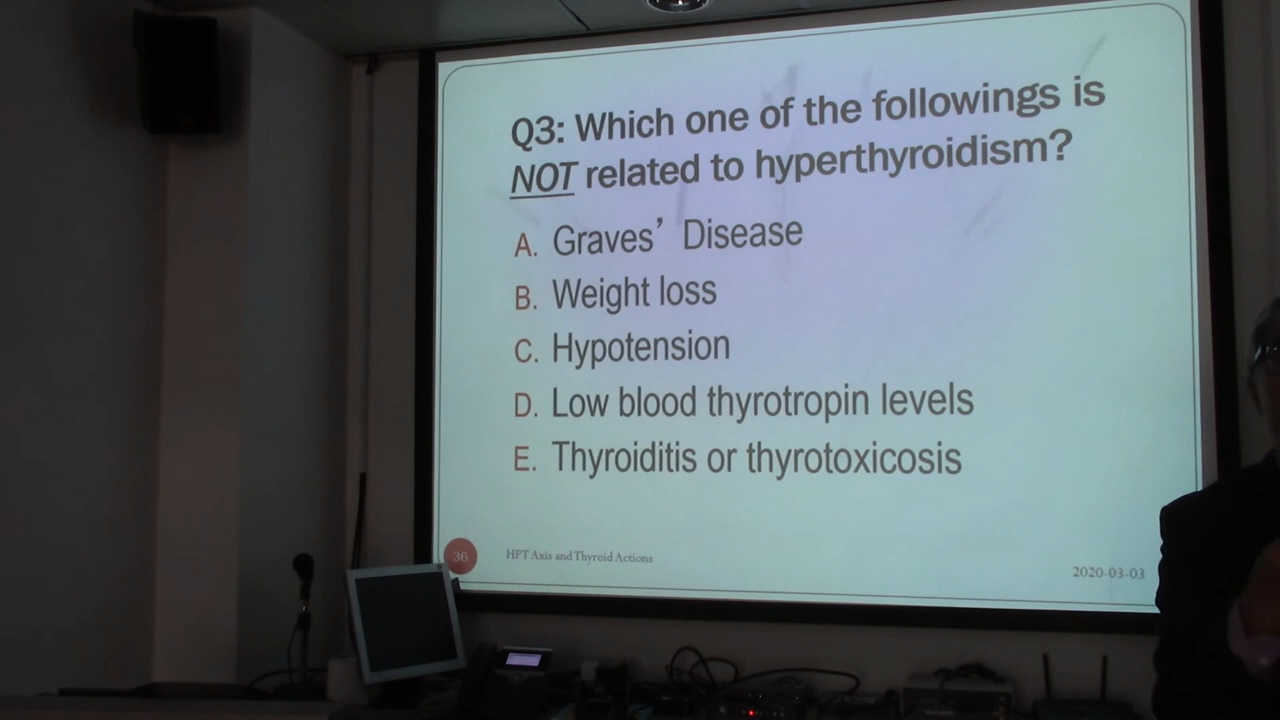 Q3: Which one of the followings is
NOT related to hyperthyroidism?
A. Graves’ Disease
B. Weight loss
C. Hypotension
D. Low blood thyrotropin levels
E. Thyroiditis or thyrotoxicosis
36 HPT Axis and Thyroid Actions
2020-03-03